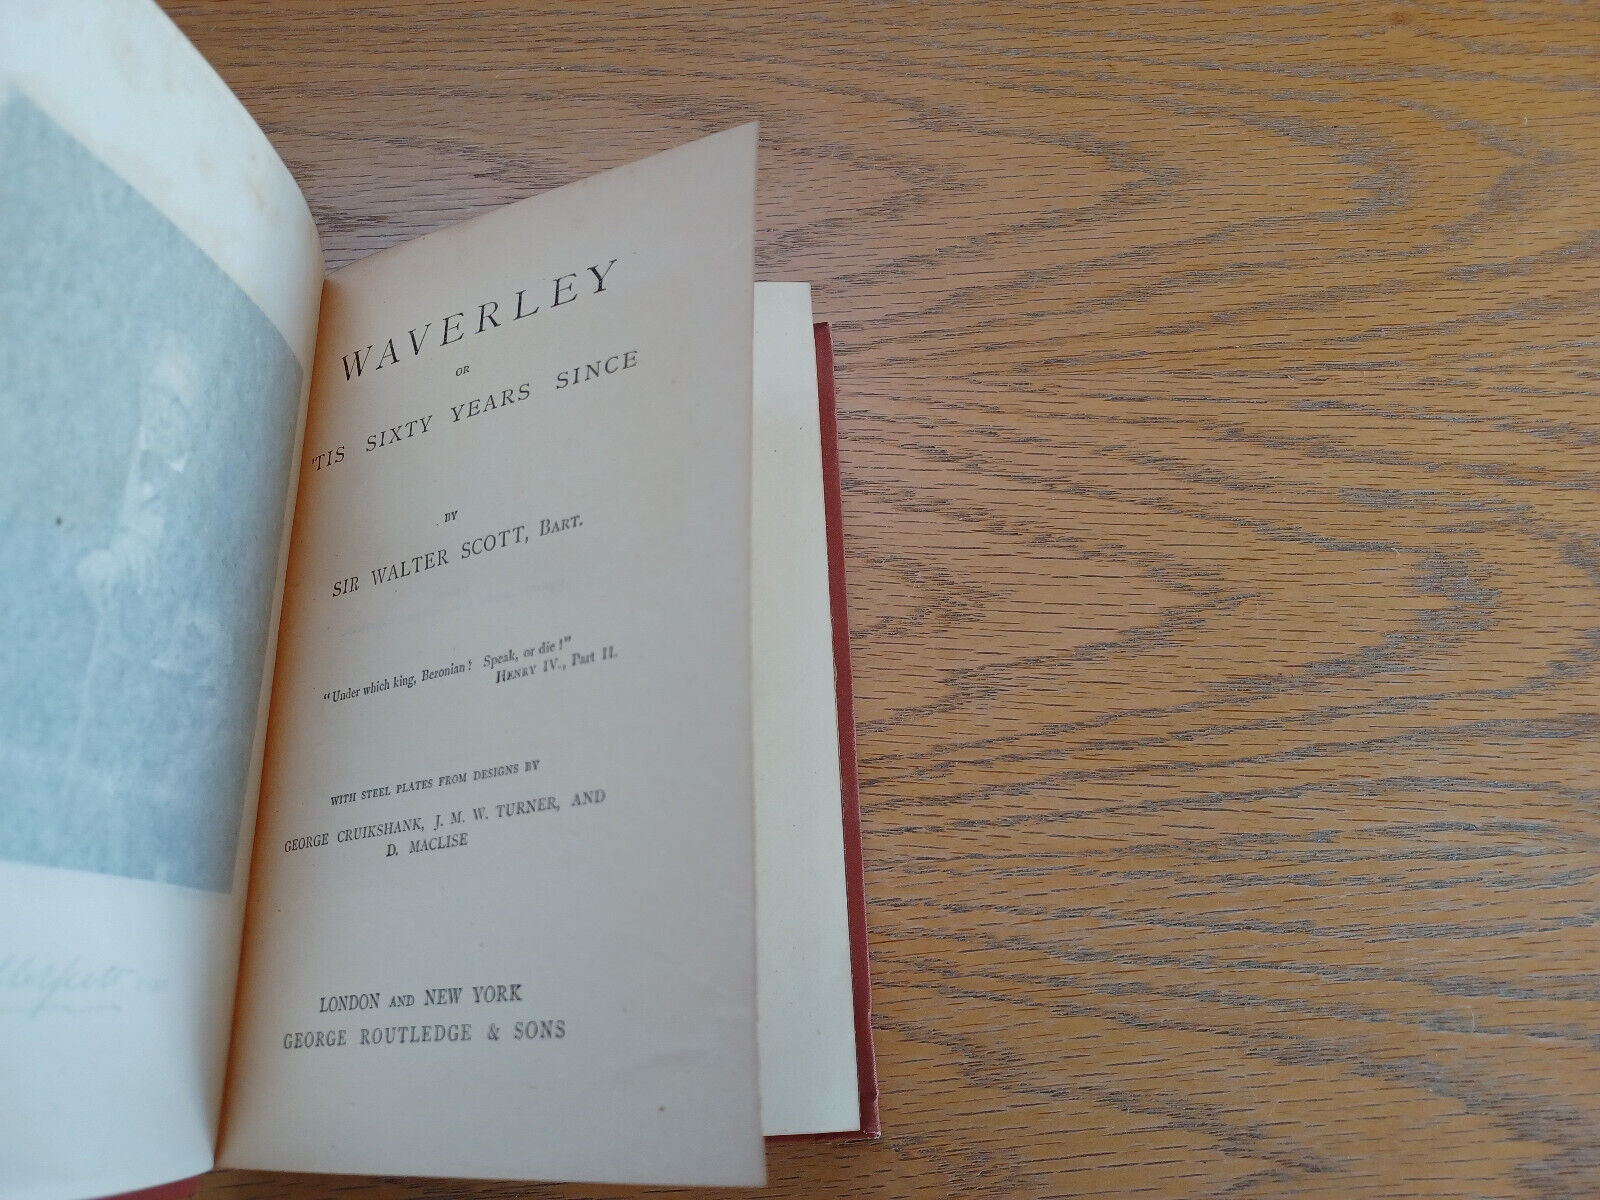 WAVERLEY
OR
'TIS SIXTY YEARS SINCE
BY
SIR WALTER SCOTT, BART.
"Under which king, Bezonian? Speak, or die!"
HENRY IV., Part II.
WITH STEEL PLATES FROM DESIGNS BY
GEORGE CRUIKSHANK, J. M. W. TURNER, AND
D. MACLISE
LONDON AND NEW YORK
GEORGE ROUTLEDGE & SONS